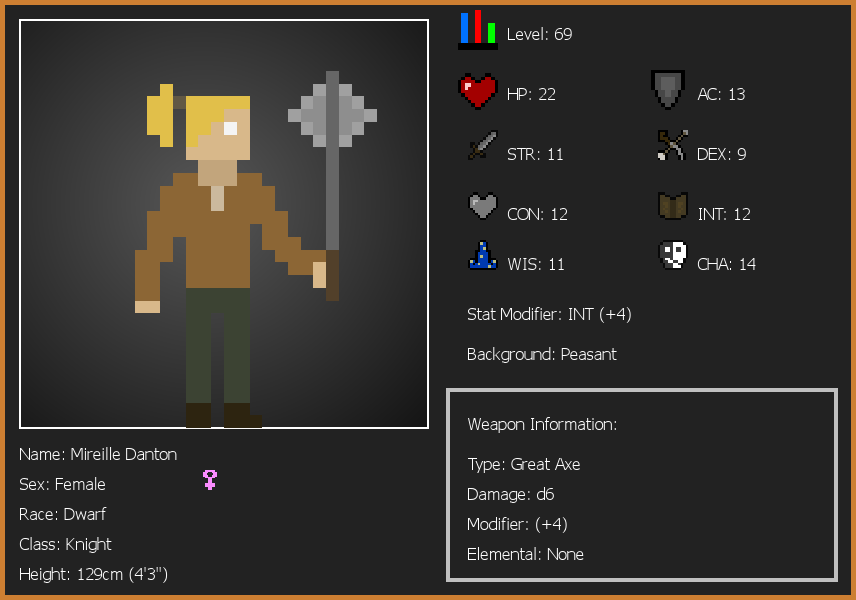 Level: 69
HP: 22
AC: 13
STR: 11
DEX: 9
CON: 12
INT: 12
WIS: 11
CHA: 14
Stat Modifier: INT (+4)
Background: Peasant
Weapon Information:
Type: Great Axe
Damage: d6
Modifier: (+4)
Elemental: None
Name: Mireille Danton
Sex: Female
Race: Dwarf
Class: Knight
Height: 129cm (4'3")